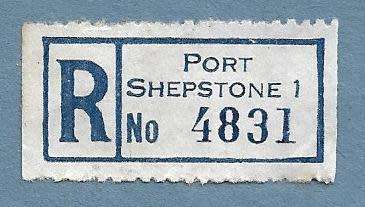 R
PORT
SHEPSTONE 1
No 4831